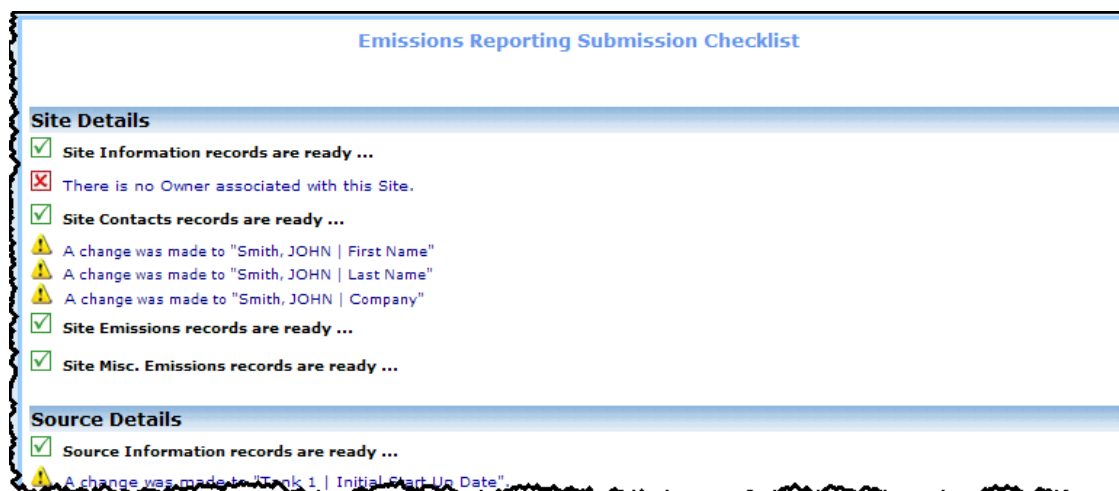 Emissions Reporting Submission Checklist
Site Details
Site Information records are ready ...
There is no Owner associated with this Site.
Site Contacts records are ready ...
A change was made to "Smith, JOHN | First Name"
A change was made to "Smith, JOHN | Last Name"
A change was made to "Smith, JOHN | Company"
Site Emissions records are ready ...
Site Misc. Emissions records are ready ...
Source Details
Source Information records are ready ...
A change was made to "Tank 1 | Initial Start Up Date".